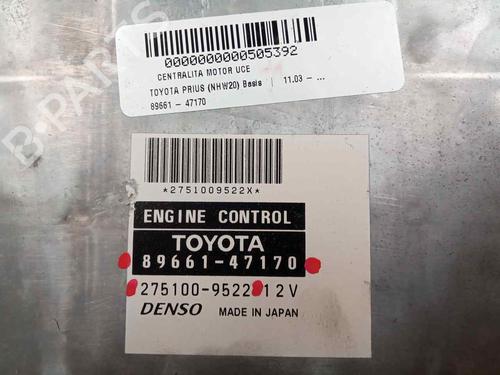 0000000000505392
CENTRALITA MOTOR UCE
TOYOTA PRIUS (NHW20) Basis | 11.03 - ...
89661 - 47170
*2751009522X*
ENGINE CONTROL
TOYOTA
89661-47170
275100-9522 12V
DENSO MADE IN JAPAN
B-PARTS